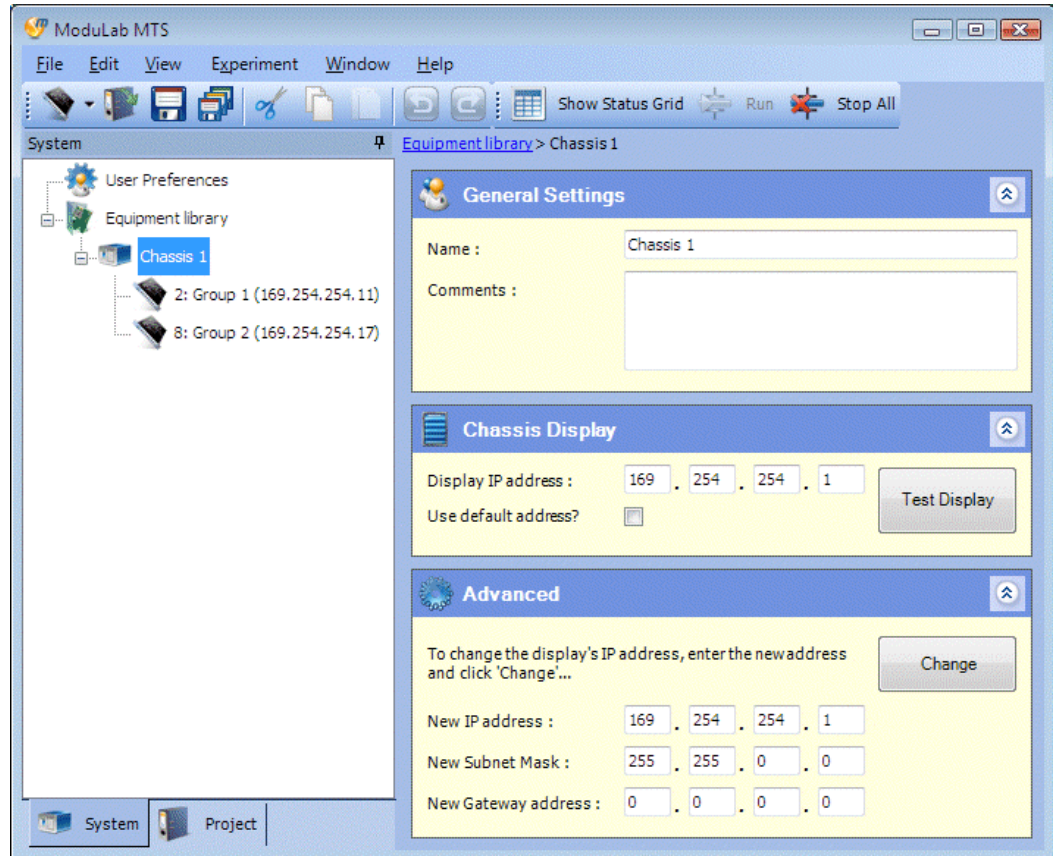 ModuLab MTS
File Edit View Experiment Window Help
Show Status Grid Run Stop All
System
Equipment library > Chassis 1
User Preferences
Equipment library
Chassis 1
2: Group 1 (169.254.254.11)
8: Group 2 (169.254.254.17)
General Settings
Name : Chassis 1
Comments :
Chassis Display
Display IP address : 169 . 254 . 254 . 1
Test Display
Use default address?
Advanced
To change the display's IP address, enter the new address
and click 'Change'...
Change
New IP address : 169 . 254 . 254 . 1
New Subnet Mask : 255 . 255 . 0 . 0
New Gateway address : 0 . 0 . 0 . 0
System Project